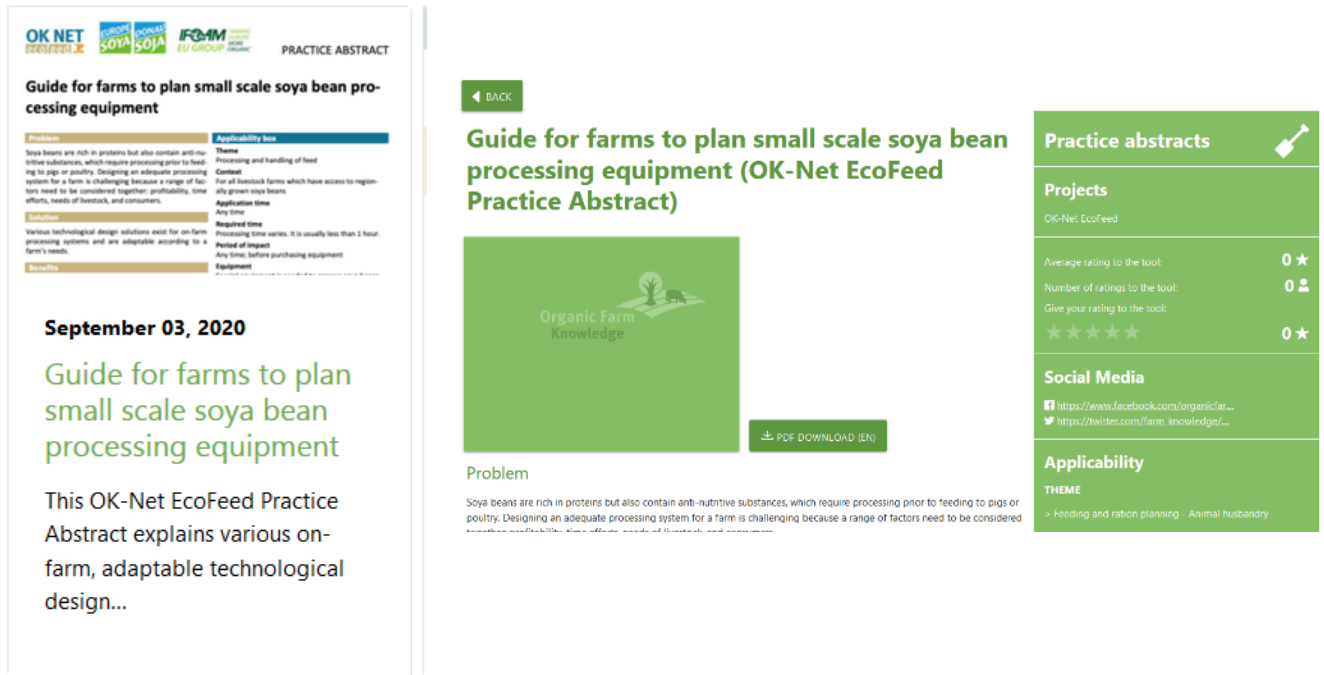 OK NET
ecofeed
EUROPE SOYA
DONAU SOJA
IFOAM
EU GROUP
MAKING
EUROPE
MORE
ORGANIC
PRACTICE ABSTRACT
Guide for farms to plan small scale soya bean pro-
cessing equipment
Problem
Soya beans are rich in proteins but also contain anti-nu-
tritive substances, which require processing prior to feed-
ing to pigs or poultry. Designing an adequate processing
system for a farm is challenging because a range of fac-
tors need to be considered together: profitability, time
efforts, needs of livestock, and consumers.
Solution
Various technological design solutions exist for on-farm
processing systems and are adaptable according to a
farm's needs.
Benefits
Applicability box
Theme
Processing and handling of feed
Context
For all livestock farms which have access to region-
ally grown soya beans
Application time
Any time
Required time
Processing time varies. It is usually less than 1 hour.
Period of impact
Any time; before purchasing equipment
Equipment
September 03, 2020
Guide for farms to plan
small scale soya bean
processing equipment
This OK-Net EcoFeed Practice
Abstract explains various on-
farm, adaptable technological
design...
BACK
Guide for farms to plan small scale soya bean
processing equipment (OK-Net EcoFeed
Practice Abstract)
Organic Farm
Knowledge
PDF DOWNLOAD (EN)
Problem
Soya beans are rich in proteins but also contain anti-nutritive substances, which require processing prior to feeding to pigs or
poultry. Designing an adequate processing system for a farm is challenging because a range of factors need to be considered
together: profitability, time efforts, needs of livestock, and consumers.
Practice abstracts
Projects
OK-Net EcoFeed
Average rating to the tool: 0
Number of ratings to the tool: 0
Give your rating to the tool:
0
Social Media
https://www.facebook.com/organicfar...
https://twitter.com/farm_knowledge/...
Applicability
THEME
> Feeding and ration planning - Animal husbandry